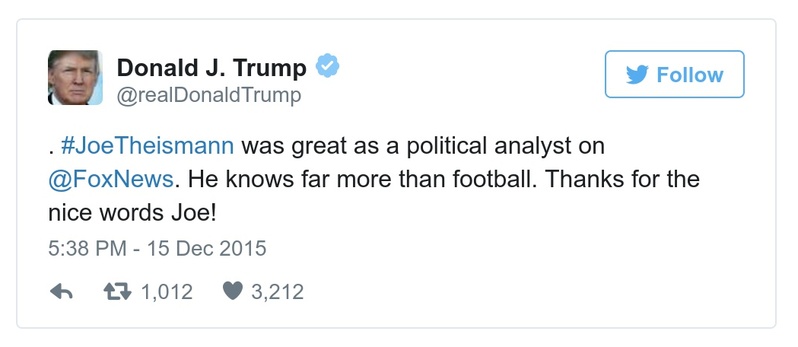 Donald J. Trump
@realDonaldTrump
Follow
. #JoeTheismann was great as a political analyst on
@FoxNews. He knows far more than football. Thanks for the
nice words Joe!
5:38 PM - 15 Dec 2015
1,012 3,212